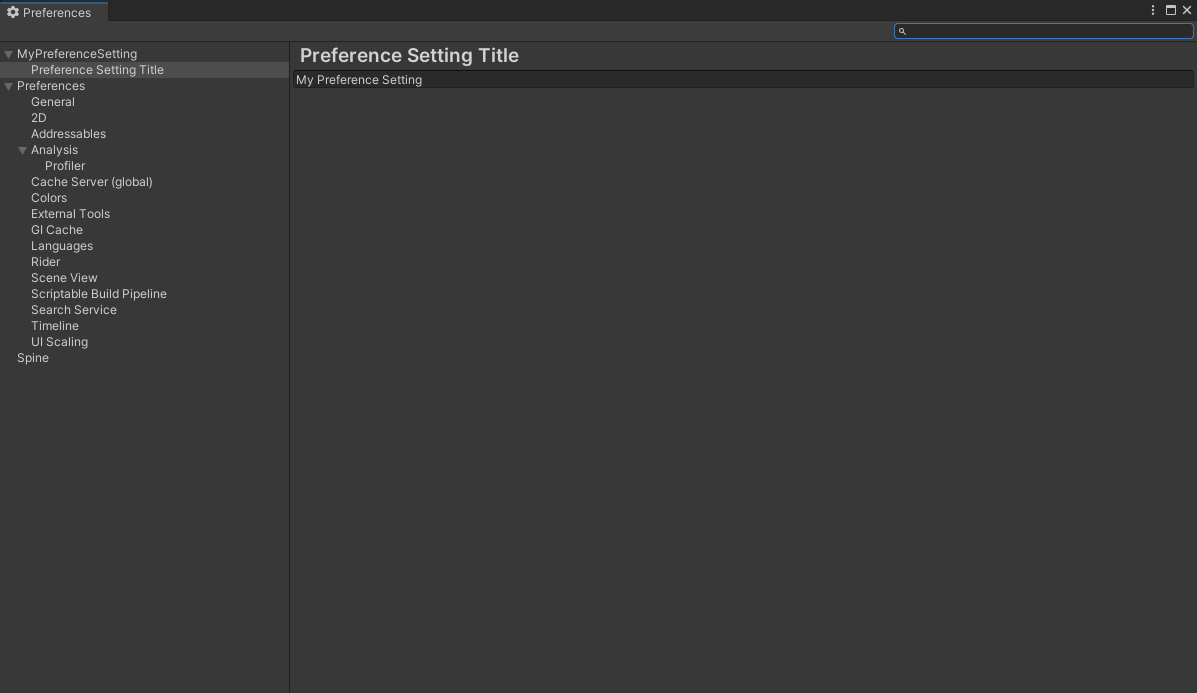 Preferences
MyPreferenceSetting
Preference Setting Title
Preferences
General
2D
Addressables
Analysis
Profiler
Cache Server (global)
Colors
External Tools
GI Cache
Languages
Rider
Scene View
Scriptable Build Pipeline
Search Service
Timeline
UI Scaling
Spine
Preference Setting Title
My Preference Setting